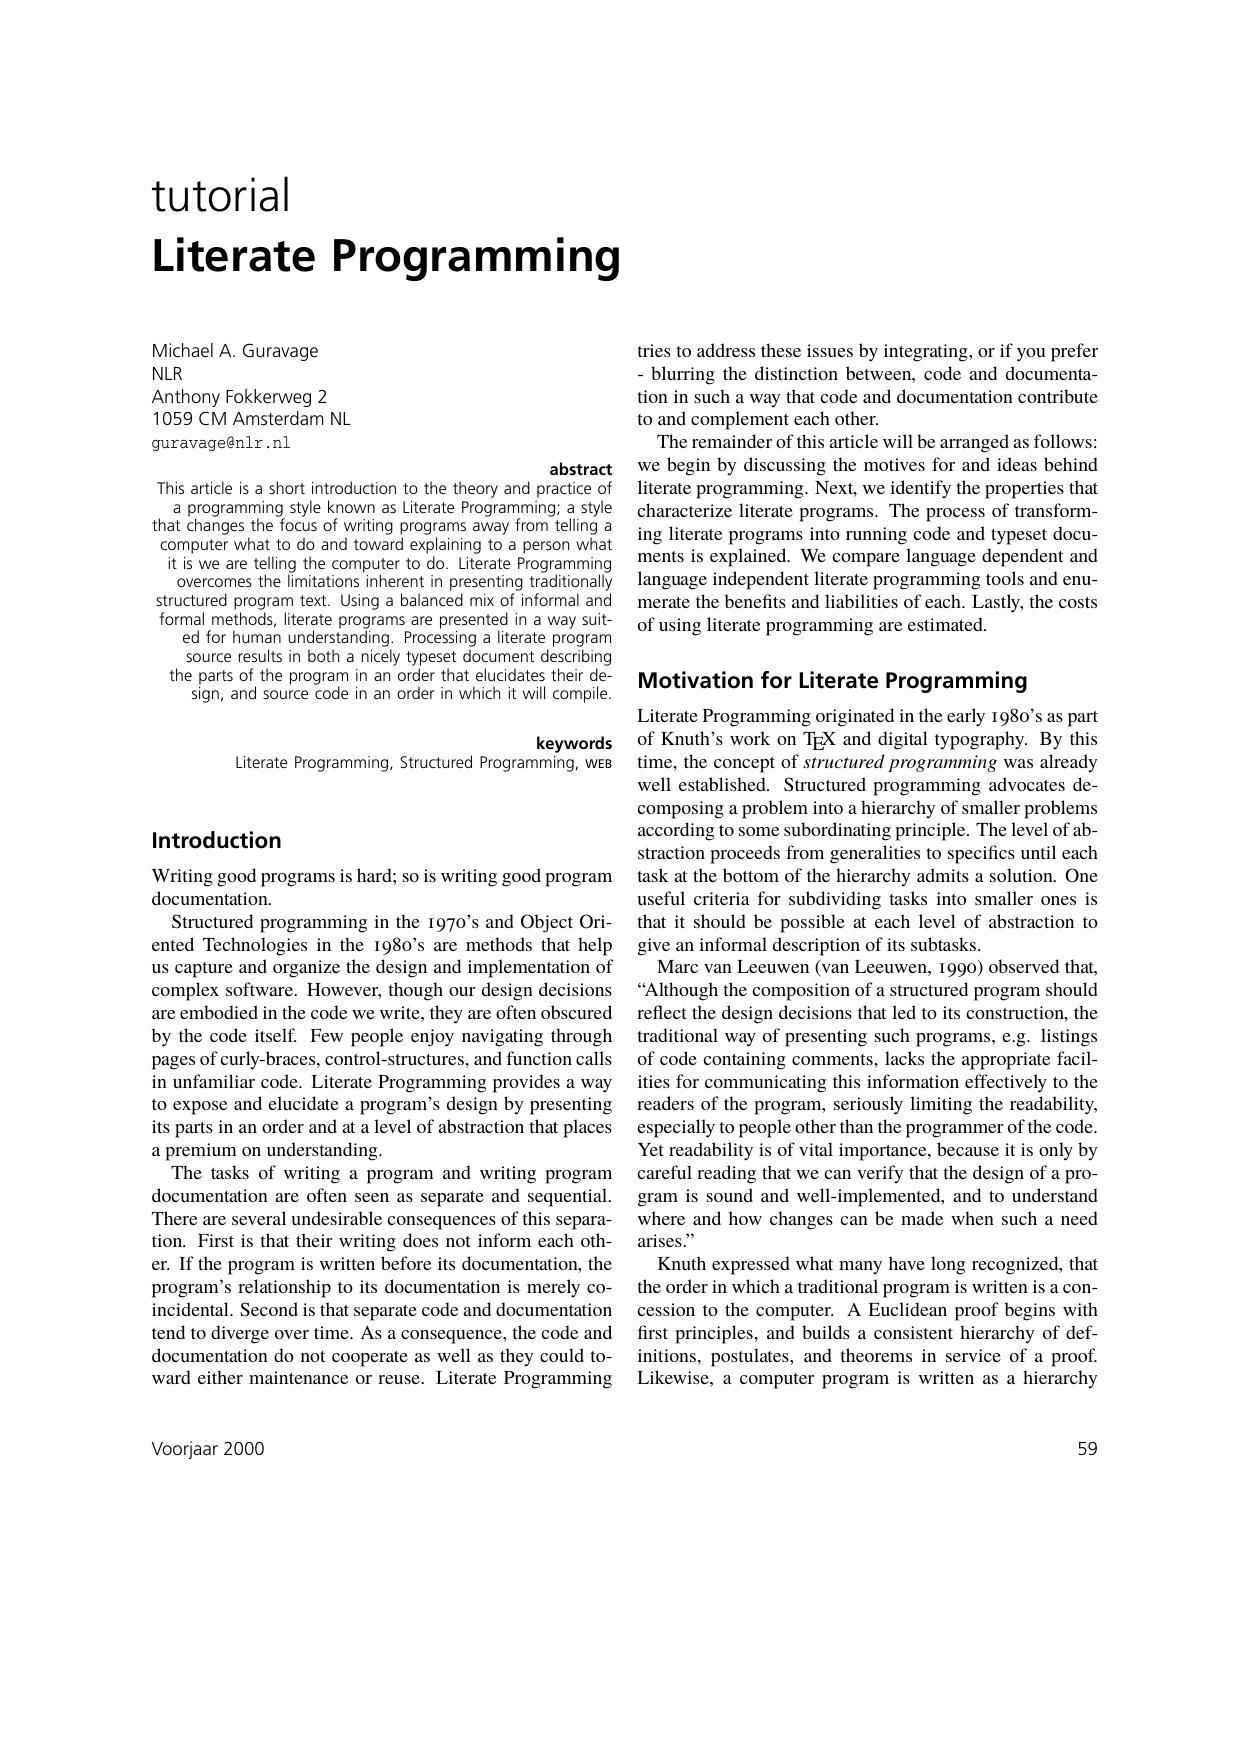 tutorial
Literate Programming
Michael A. Guravage
NLR
Anthony Fokkerweg 2
1059 CM Amsterdam NL
guravage@nlr.nl
abstract
This article is a short introduction to the theory and practice of
a programming style known as Literate Programming; a style
that changes the focus of writing programs away from telling a
computer what to do and toward explaining to a person what
it is we are telling the computer to do. Literate Programming
overcomes the limitations inherent in presenting traditionally
structured program text. Using a balanced mix of informal and
formal methods, literate programs are presented in a way suit-
ed for human understanding. Processing a literate program
source results in both a nicely typeset document describing
the parts of the program in an order that elucidates their de-
sign, and source code in an order in which it will compile.
keywords
Literate Programming, Structured Programming, WEB
Introduction
Writing good programs is hard; so is writing good program
documentation.
Structured programming in the 1970's and Object Ori-
ented Technologies in the 1980's are methods that help
us capture and organize the design and implementation of
complex software. However, though our design decisions
are embodied in the code we write, they are often obscured
by the code itself. Few people enjoy navigating through
pages of curly-braces, control-structures, and function calls
in unfamiliar code. Literate Programming provides a way
to expose and elucidate a program's design by presenting
its parts in an order and at a level of abstraction that places
a premium on understanding.
The tasks of writing a program and writing program
documentation are often seen as separate and sequential.
There are several undesirable consequences of this separa-
tion. First is that their writing does not inform each oth-
er. If the program is written before its documentation, the
program's relationship to its documentation is merely co-
incidental. Second is that separate code and documentation
tend to diverge over time. As a consequence, the code and
documentation do not cooperate as well as they could to-
ward either maintenance or reuse. Literate Programming
tries to address these issues by integrating, or if you prefer
- blurring the distinction between, code and documenta-
tion in such a way that code and documentation contribute
to and complement each other.
The remainder of this article will be arranged as follows:
we begin by discussing the motives for and ideas behind
literate programming. Next, we identify the properties that
characterize literate programs. The process of transform-
ing literate programs into running code and typeset docu-
ments is explained. We compare language dependent and
language independent literate programming tools and enu-
merate the benefits and liabilities of each. Lastly, the costs
of using literate programming are estimated.
Motivation for Literate Programming
Literate Programming originated in the early 1980's as part
of Knuth's work on TEX and digital typography. By this
time, the concept of structured programming was already
well established. Structured programming advocates de-
composing a problem into a hierarchy of smaller problems
according to some subordinating principle. The level of ab-
straction proceeds from generalities to specifics until each
task at the bottom of the hierarchy admits a solution. One
useful criteria for subdividing tasks into smaller ones is
that it should be possible at each level of abstraction to
give an informal description of its subtasks.
Marc van Leeuwen (van Leeuwen, 1990) observed that,
“Although the composition of a structured program should
reflect the design decisions that led to its construction, the
traditional way of presenting such programs, e.g. listings
of code containing comments, lacks the appropriate facil-
ities for communicating this information effectively to the
readers of the program, seriously limiting the readability,
especially to people other than the programmer of the code.
Yet readability is of vital importance, because it is only by
careful reading that we can verify that the design of a pro-
gram is sound and well-implemented, and to understand
where and how changes can be made when such a need
arises.”
Knuth expressed what many have long recognized, that
the order in which a traditional program is written is a con-
cession to the computer. A Euclidean proof begins with
first principles, and builds a consistent hierarchy of def-
initions, postulates, and theorems in service of a proof.
Likewise, a computer program is written as a hierarchy
Voorjaar 2000
59